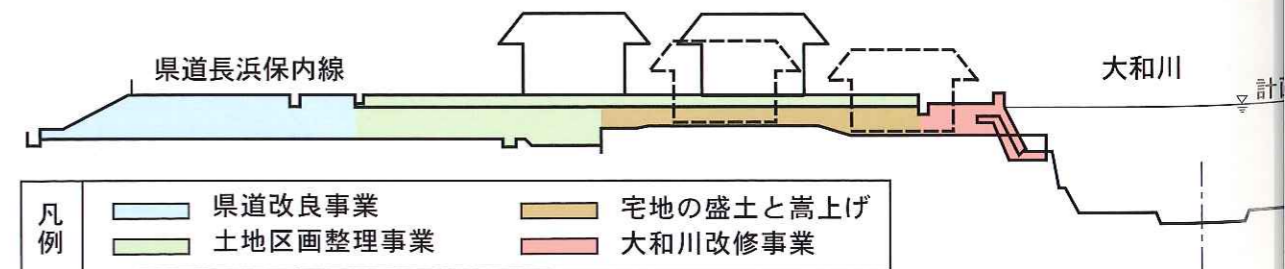 県道長浜保内線
大和川
計
凡例
県道改良事業
宅地の盛土と嵩上げ
土地区画整理事業
大和川改修事業